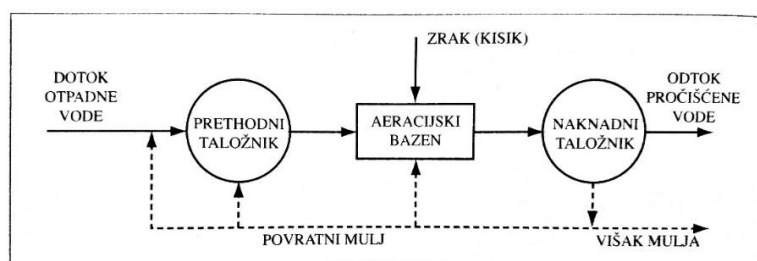 ZRAK (KISIK)
DOTOK
OTPADNE
VODE
PRETHODNI
TALOŽNIK
AERACIJSKI
BAZEN
NAKNADNI
TALOŽNIK
ODTOK
PROČIŠĆENE
VODE
POVRATNI MULJ
VIŠAK MULJA